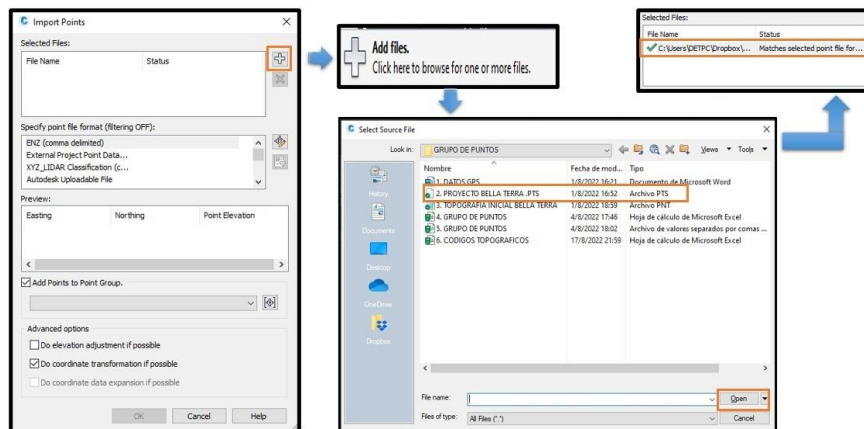 Import Points
Selected Files:
File Name Status
Specify point file format (filtering OFF):
ENZ (comma delimited)
External Project Point Data...
XYZ_LIDAR Classification (c...
Autodesk Uploadable File
Preview:
Easting Northing Point Elevation
Add Points to Point Group.
Advanced options
Do elevation adjustment if possible
Do coordinate transformation if possible
Do coordinate data expansion if possible
OK Cancel Help
Add files.
Click here to browse for one or more files.
Select Source File
Look in: GRUPO DE PUNTOS Views Tools
Nombre Fecha de mod... Tipo
1. DATOS GPS 1/8/2022 16:21 Documento de Microsoft Word
2. PROYECTO BELLA TERRA .PTS 1/8/2022 16:52 Archivo PTS
3. TOPOGRAFIA INICIAL BELLA TERRA 1/8/2022 18:59 Archivo PNT
4. GRUPO DE PUNTOS 4/8/2022 17:46 Hoja de cálculo de Microsoft Excel
5. GRUPO DE PUNTOS 4/8/2022 18:02 Archivo de valores separados por comas ...
6. CODIGOS TOPOGRAFICOS 17/8/2022 21:59 Hoja de cálculo de Microsoft Excel
History
Documents
Desktop
OneDrive
Dropbox
File name: Open
Files of type: All Files (*.*) Cancel
Selected Files:
File Name Status
C:\Users\DETPC\Dropbox\... Matches selected point file for...